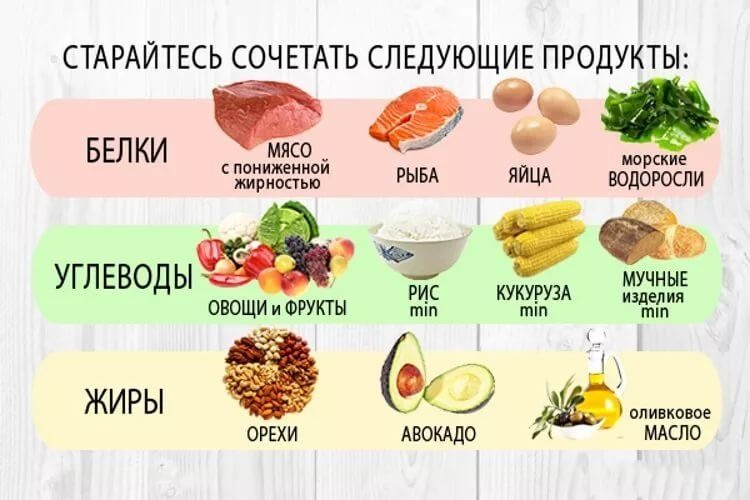 СТАРАЙТЕСЬ СОЧЕТАТЬ СЛЕДУЮЩИЕ ПРОДУКТЫ:
БЕЛКИ
МЯСО
с пониженной
жирностью
РЫБА
ЯЙЦА
морские
ВОДОРОСЛИ
УГЛЕВОДЫ
ОВОЩИ и ФРУКТЫ
РИС
min
КУКУРУЗА
min
МУЧНЫЕ
изделия
min
ЖИРЫ
ОРЕХИ
АВОКАДО
оливковое
МАСЛО